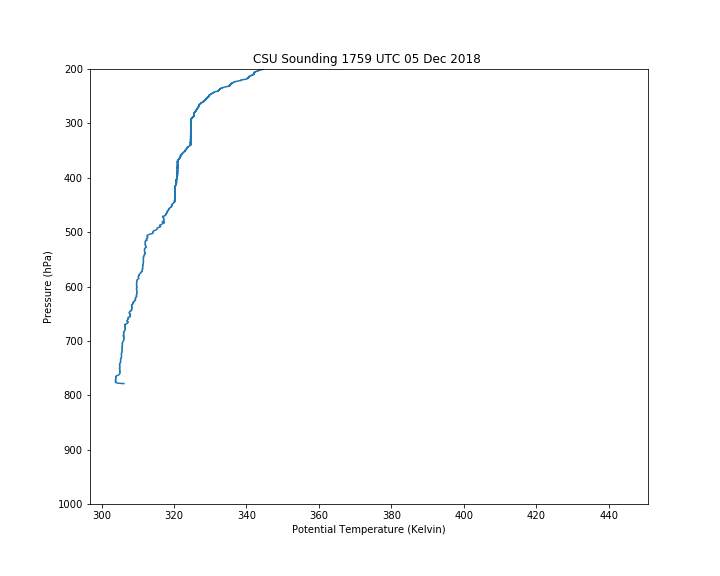 CSU Sounding 1759 UTC 05 Dec 2018
200
300
400
500
600
700
800
900
1000
Pressure (hPa)
300 320 340 360 380 400 420 440
Potential Temperature (Kelvin)